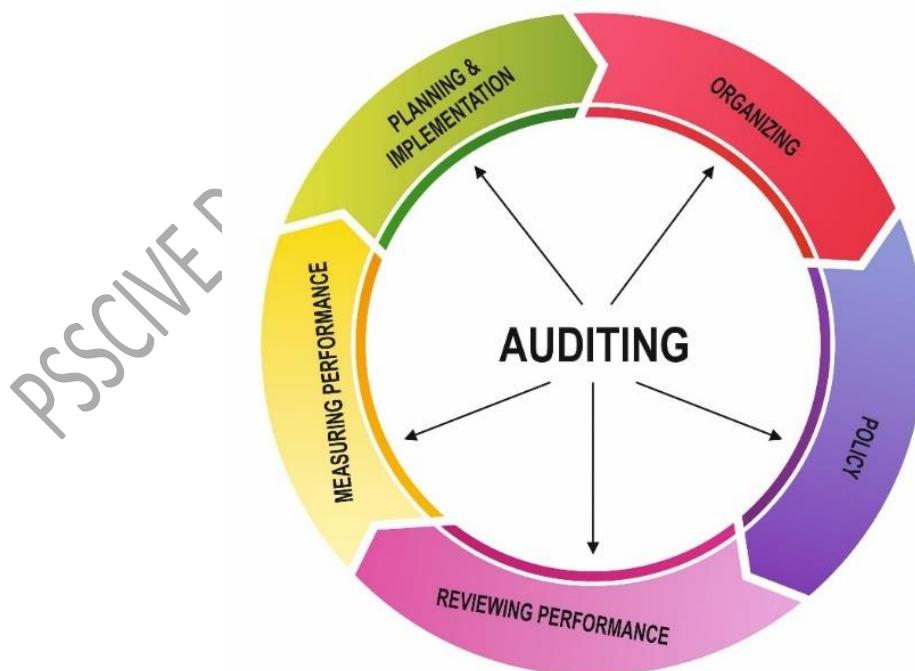 PLANNING &
IMPLEMENTATION
ORGANIZING
AUDITING
MEASURING PERFORMANCE
POLICY
REVIEWING PERFORMANCE
PSSCIVE